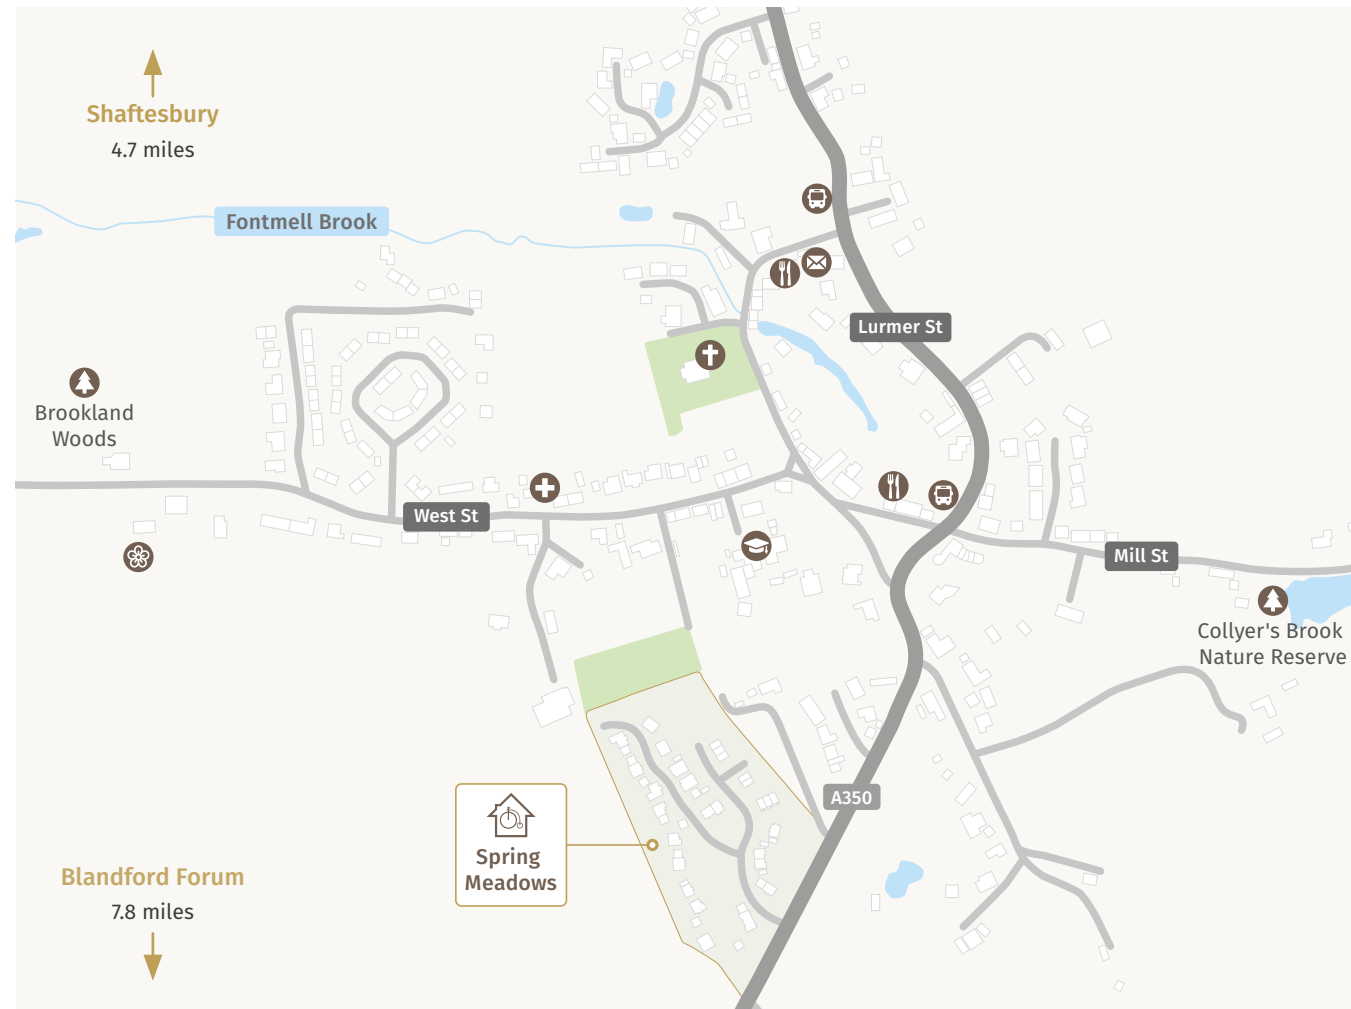 Shaftesbury
4.7 miles
Fontmell Brook
Lurmer St
Brookland
Woods
West St
Mill St
Collyer's Brook
Nature Reserve
A350
Spring
Meadows
Blandford Forum
7.8 miles